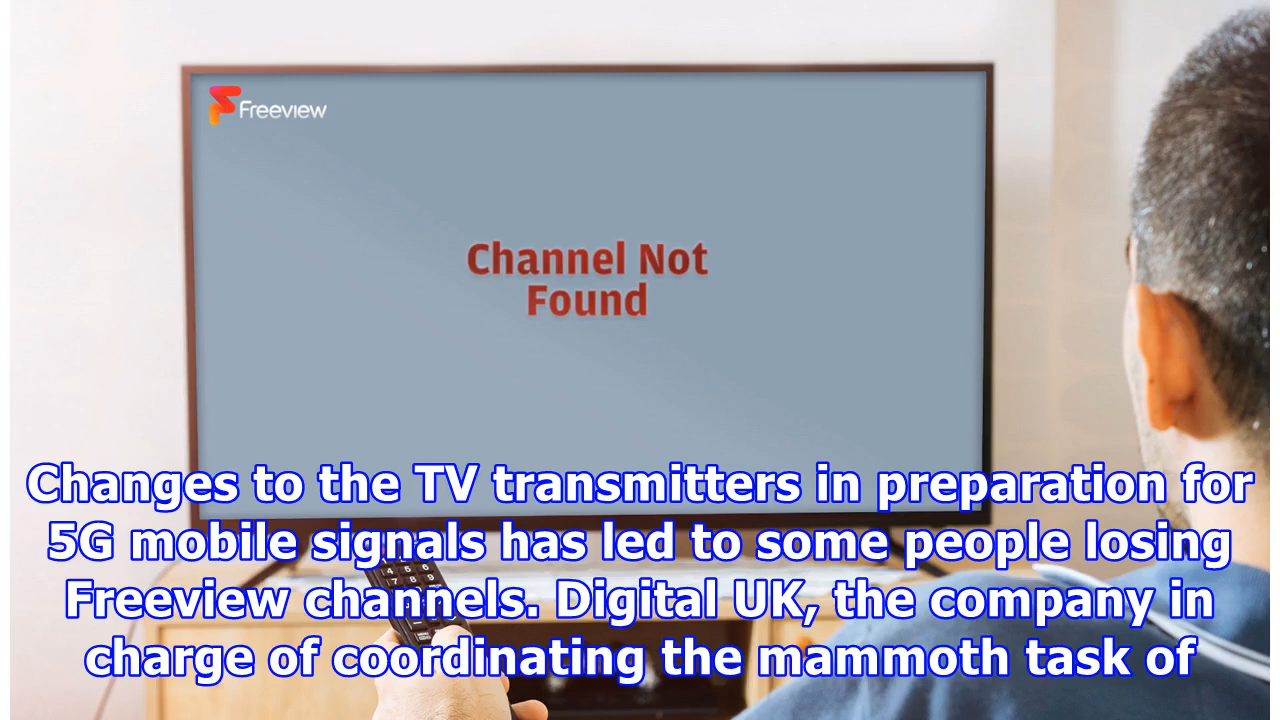 Freeview
Channel Not
Found
Changes to the TV transmitters in preparation for
5G mobile signals has led to some people losing
Freeview channels. Digital UK, the company in
charge of coordinating the mammoth task of